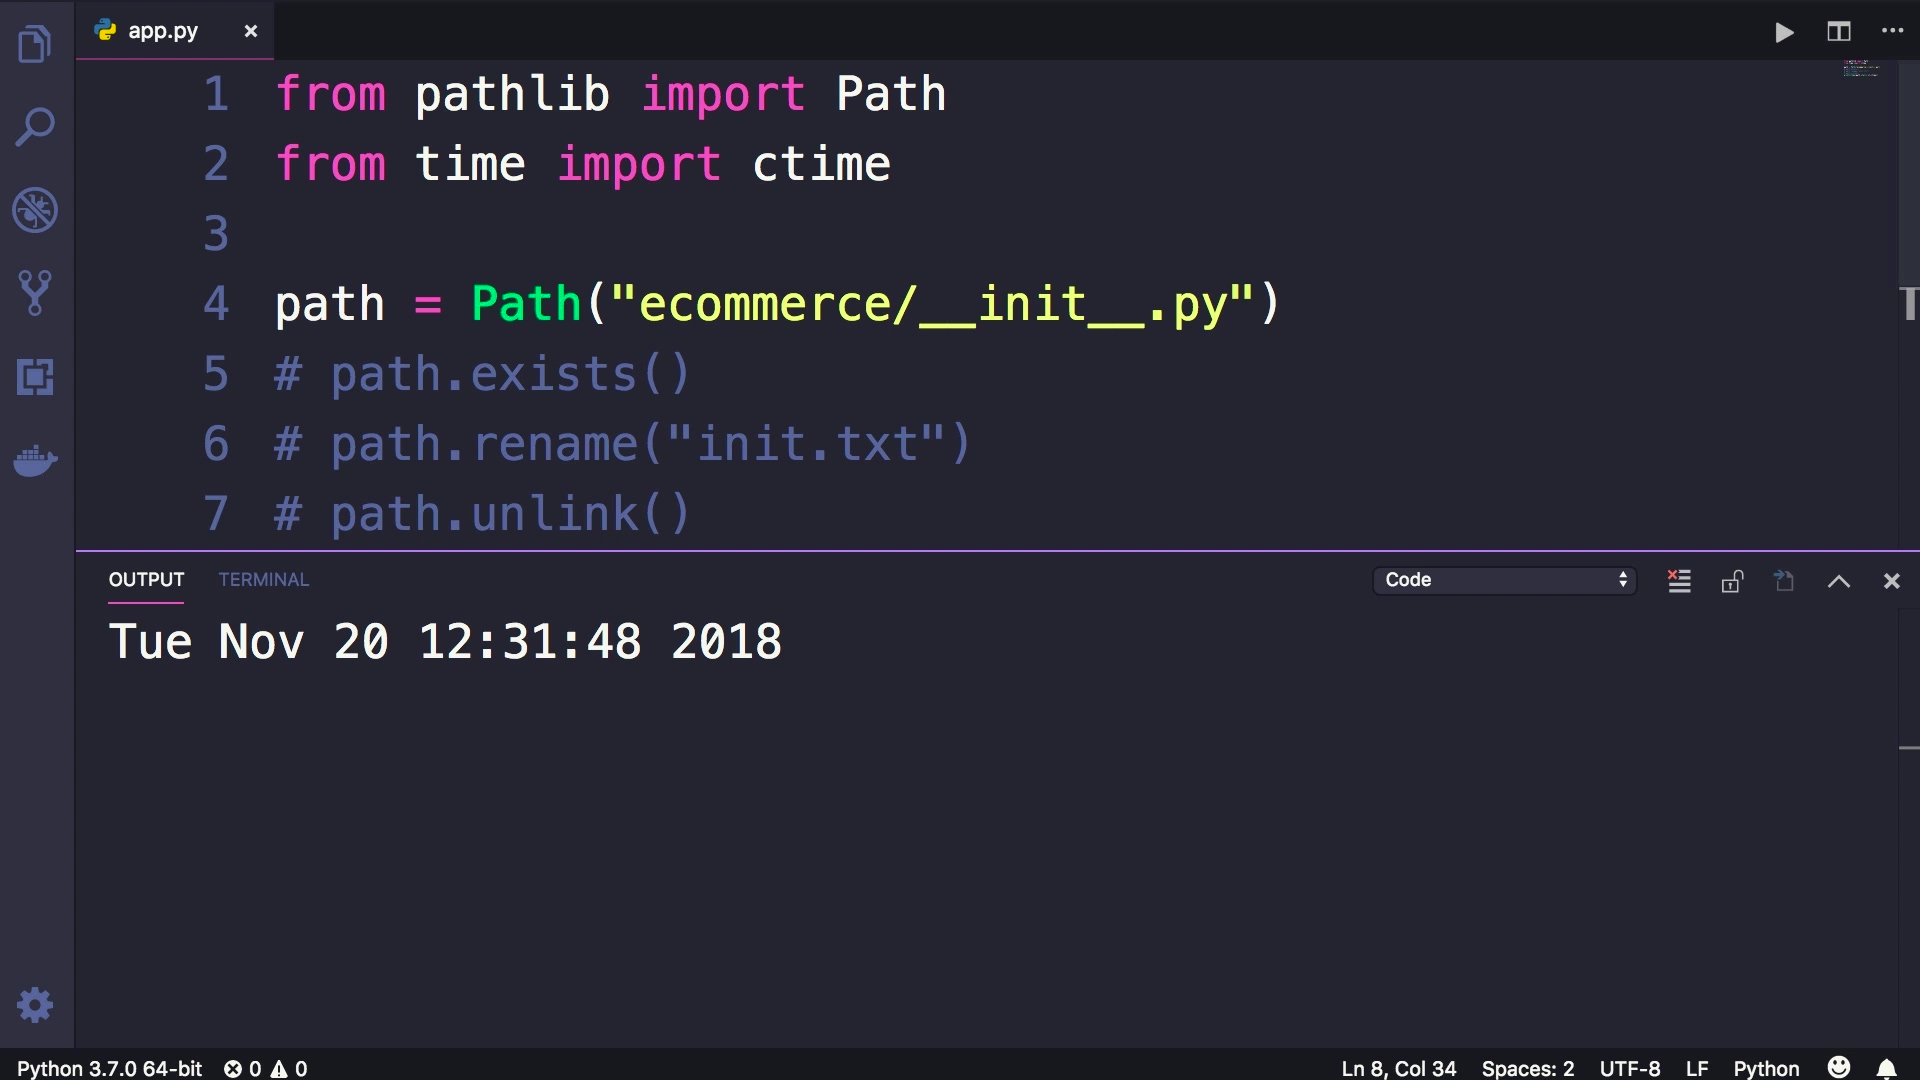 app.py
1 from pathlib import Path
2 from time import ctime
3
4 path = Path("ecommerce/__init__.py")
5 # path.exists()
6 # path.rename("init.txt")
7 # path.unlink()
OUTPUT TERMINAL Code
Tue Nov 20 12:31:48 2018
Python 3.7.0 64-bit 0 0 Ln 8, Col 34 Spaces: 2 UTF-8 LF Python